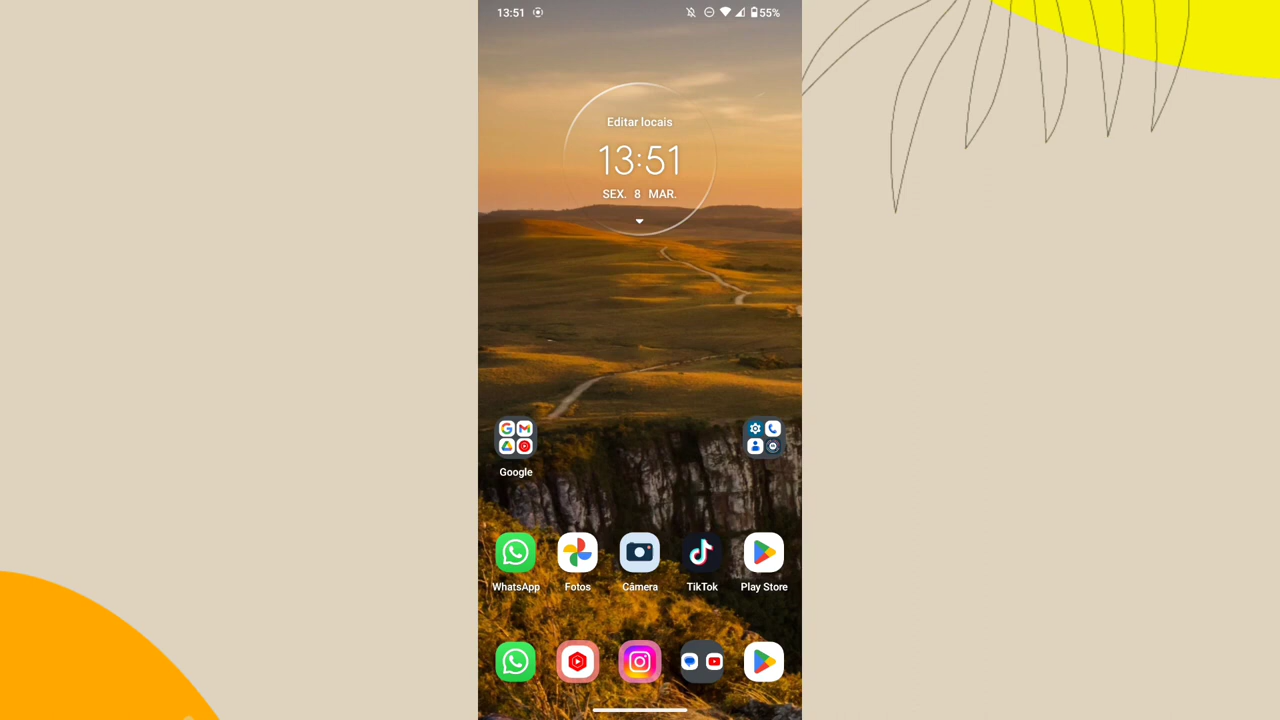 13:51
55%
Editar locais
13:51
SEX. 8 MAR.
Google
WhatsApp Fotos Câmera TikTok Play Store